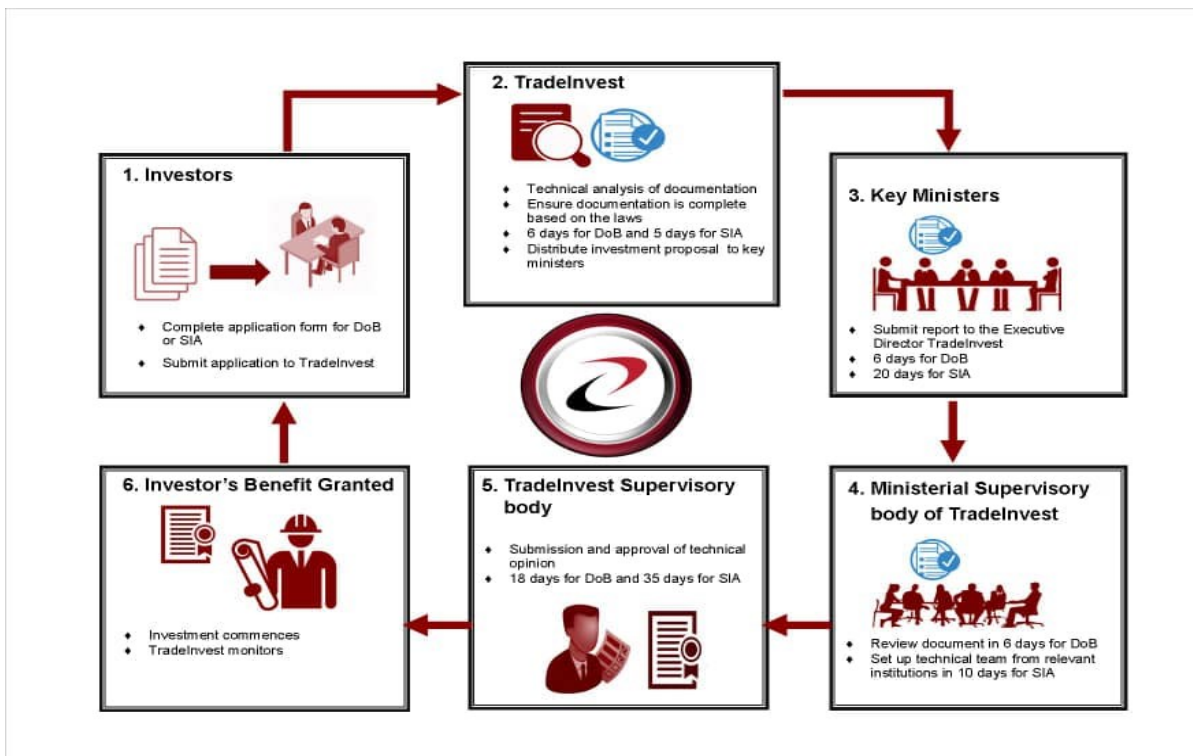 1. Investors
♦ Complete application form for DoB
or SIA
♦ Submit application to TradeInvest
2. TradeInvest
♦ Technical analysis of documentation
♦ Ensure documentation is complete
based on the laws
♦ 6 days for DoB and 5 days for SIA
♦ Distribute investment proposal to key
ministers
3. Key Ministers
♦ Submit report to the Executive
Director TradeInvest
♦ 6 days for DoB
♦ 20 days for SIA
4. Ministerial Supervisory
body of TradeInvest
♦ Review document in 6 days for DoB
♦ Set up technical team from relevant
institutions in 10 days for SIA
5. TradeInvest Supervisory
body
♦ Submission and approval of technical
opinion
♦ 18 days for DoB and 35 days for SIA
6. Investor’s Benefit Granted
♦ Investment commences
♦ TradeInvest monitors